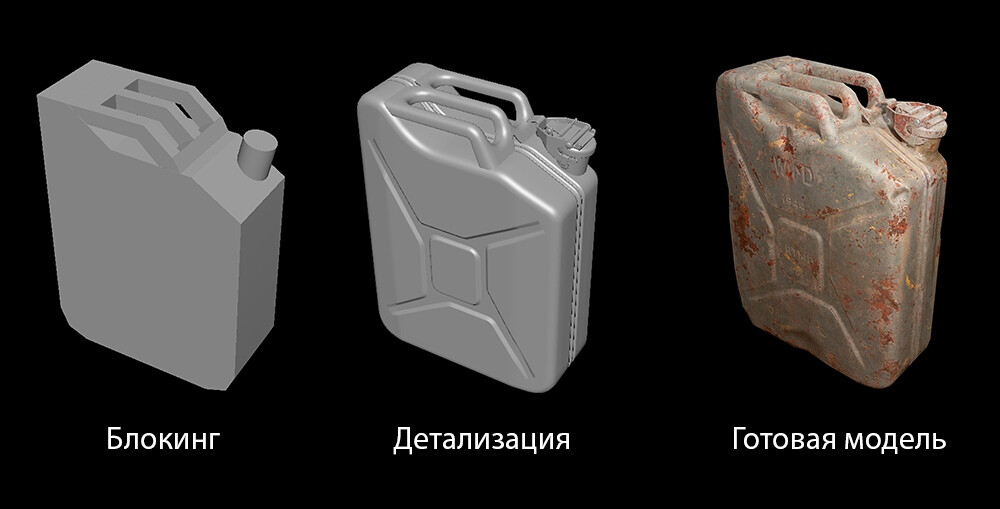 Блокинг
Детализация
Готовая модель